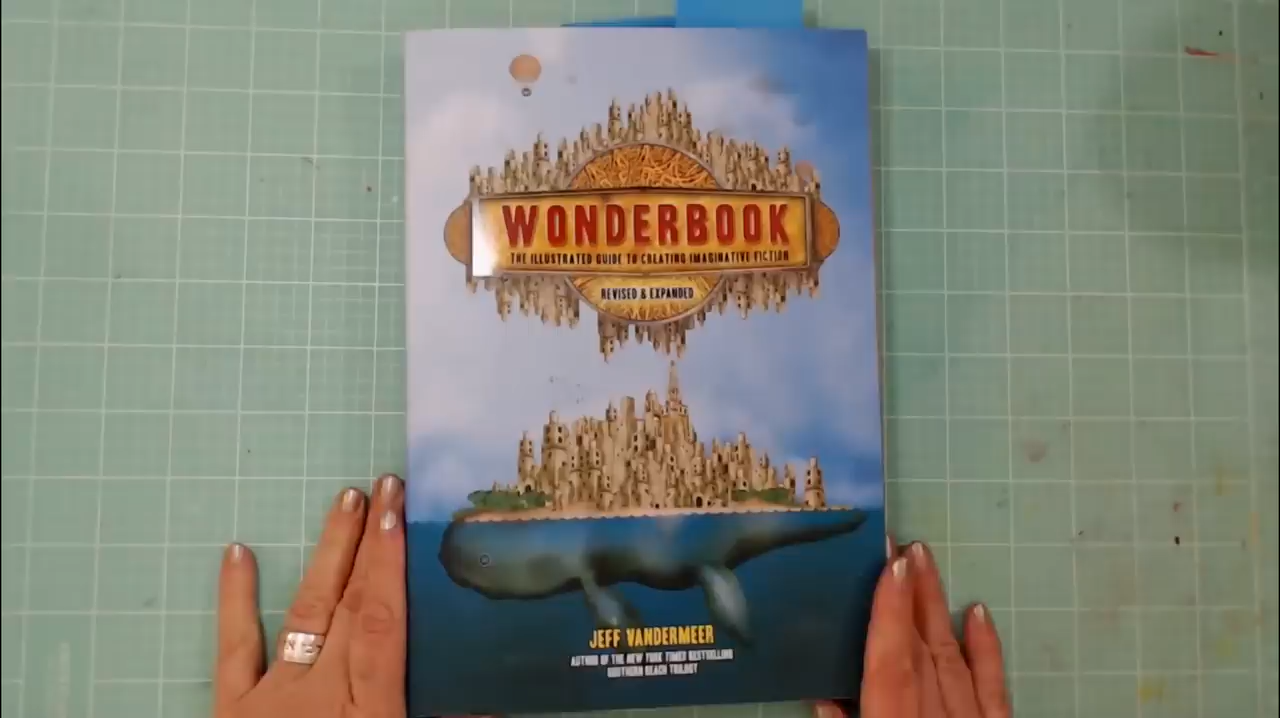 WONDERBOOK
THE ILLUSTRATED GUIDE TO CREATING IMAGINATIVE FICTION
REVISED & EXPANDED
JEFF VANDERMEER
AUTHOR OF THE NEW YORK TIMES BESTSELLING
SOUTHERN REACH TRILOGY